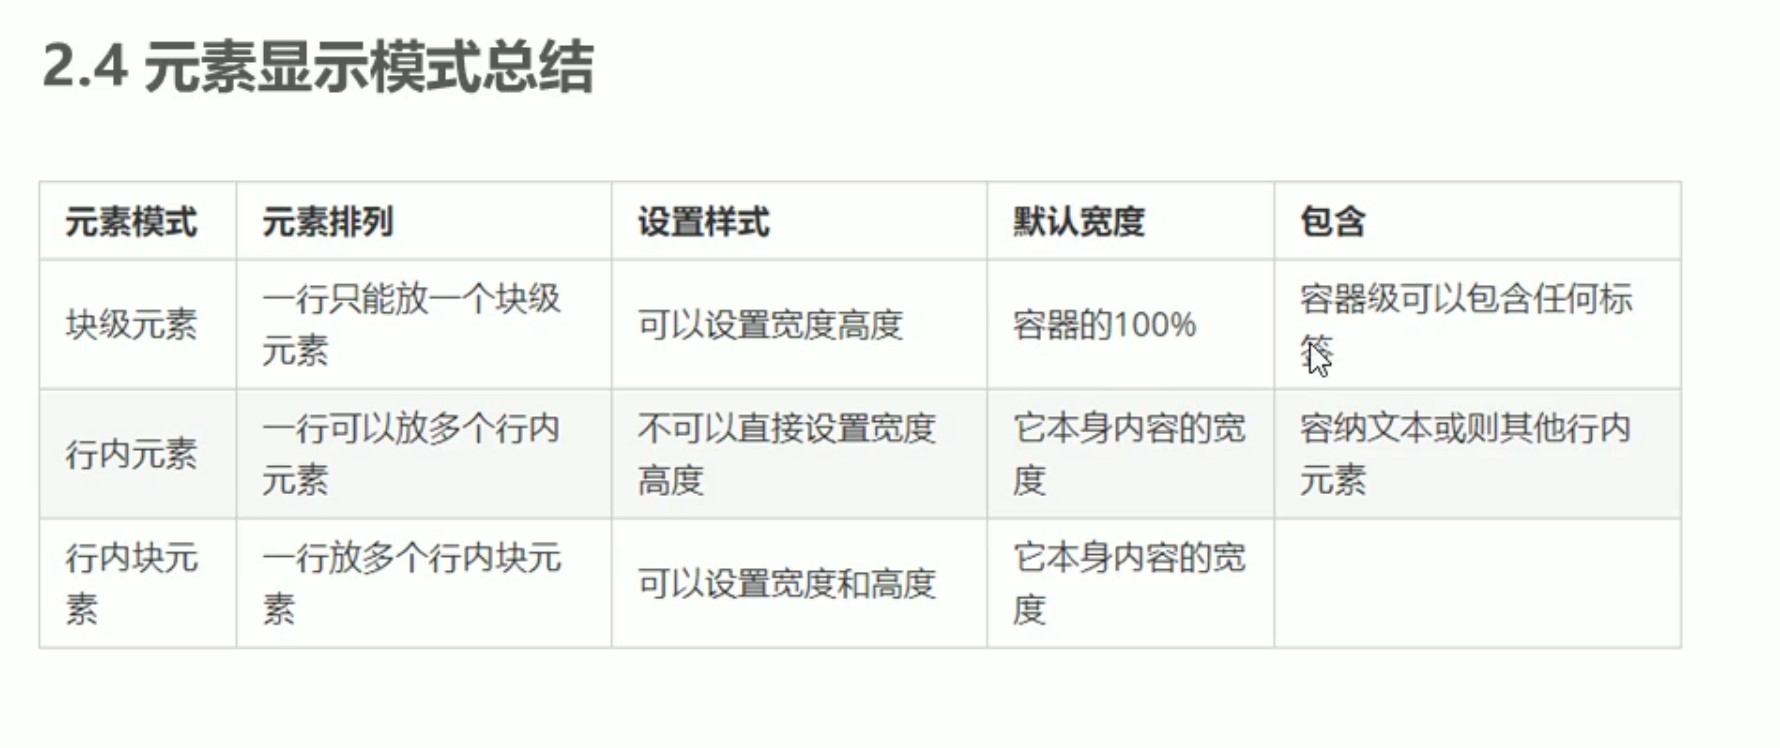 2.4 元素显示模式总结
元素模式 元素排列 设置样式 默认宽度 包含
块级元素
一行只能放一个块级
元素
可以设置宽度高度
容器的100%
容器级可以包含任何标
签
行内元素
一行可以放多个行内
元素
不可以直接设置宽度
高度
它本身内容的宽
度
容纳文本或则其他行内
元素
行内块元
素
一行放多个行内块元
素
可以设置宽度和高度
它本身内容的宽
度